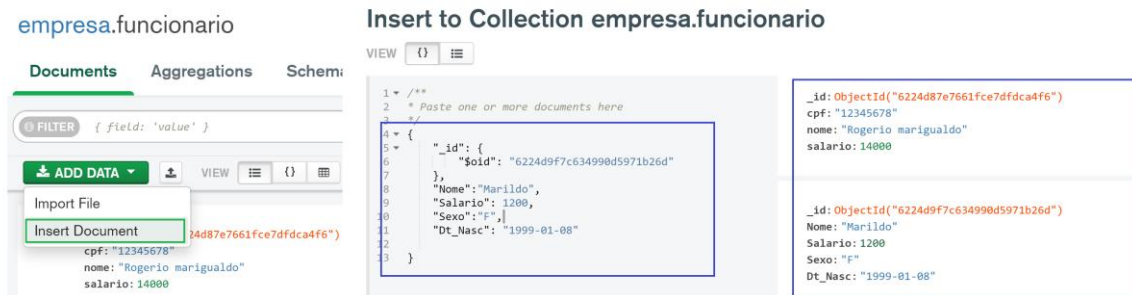 empresa.funcionario
Documents Aggregations Schema
FILTER { field: 'value' }
ADD DATA VIEW {}
Import File
Insert Document
24d87e7661fce7dfdca4f6")
cpf: "12345678"
nome: "Rogerio marigualdo"
salario: 14000
Insert to Collection empresa.funcionario
VIEW {}
1 /**
2 * Paste one or more documents here
3 */
4 {
5 "_id": {
6 "$oid": "6224d9f7c634990d5971b26d"
7 },
8 "Nome":"Marildo",
9 "Salario": 1200,
10 "Sexo":"F",
11 "Dt_Nasc": "1999-01-08"
12
13 }
_id: ObjectId("6224d87e7661fce7dfdca4f6")
cpf: "12345678"
nome: "Rogerio marigualdo"
salario: 14000
_id: ObjectId("6224d9f7c634990d5971b26d")
Nome: "Marildo"
Salario: 1200
Sexo: "F"
Dt_Nasc: "1999-01-08"